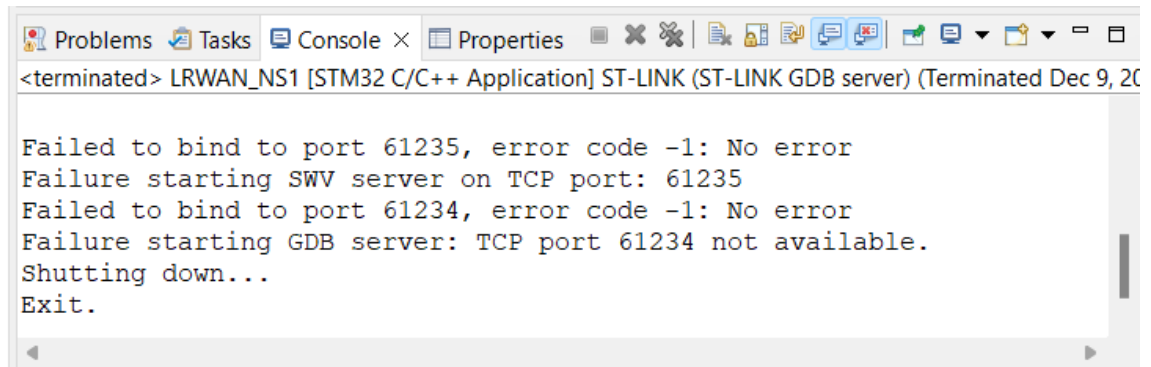 Problems Tasks Console Properties
<terminated> LRWAN_NS1 [STM32 C/C++ Application] ST-LINK (ST-LINK GDB server) (Terminated Dec 9, 20
Failed to bind to port 61235, error code -1: No error
Failure starting SWV server on TCP port: 61235
Failed to bind to port 61234, error code -1: No error
Failure starting GDB server: TCP port 61234 not available.
Shutting down...
Exit.